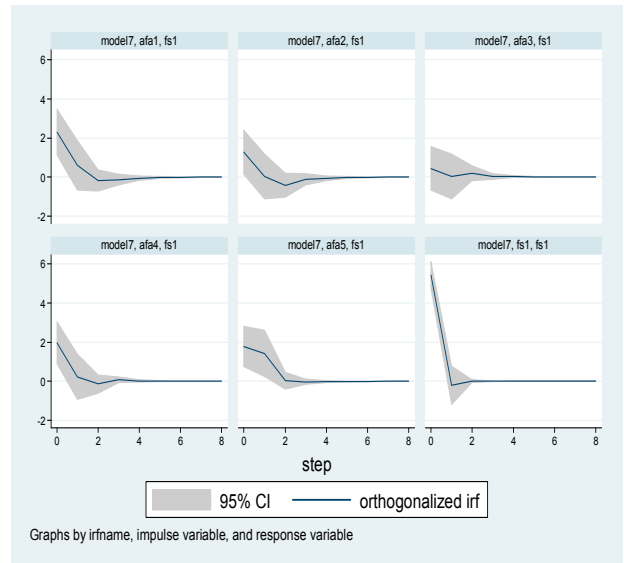 model7, afa1, fs1
model7, afa2, fs1
model7, afa3, fs1
6
4
2
0
-2
model7, afa4, fs1
model7, afa5, fs1
model7, fs1, fs1
6
4
2
0
-2
0 2 4 6 8
0 2 4 6 8
0 2 4 6 8
step
95% CI
orthogonalized irf
Graphs by irfname, impulse variable, and response variable